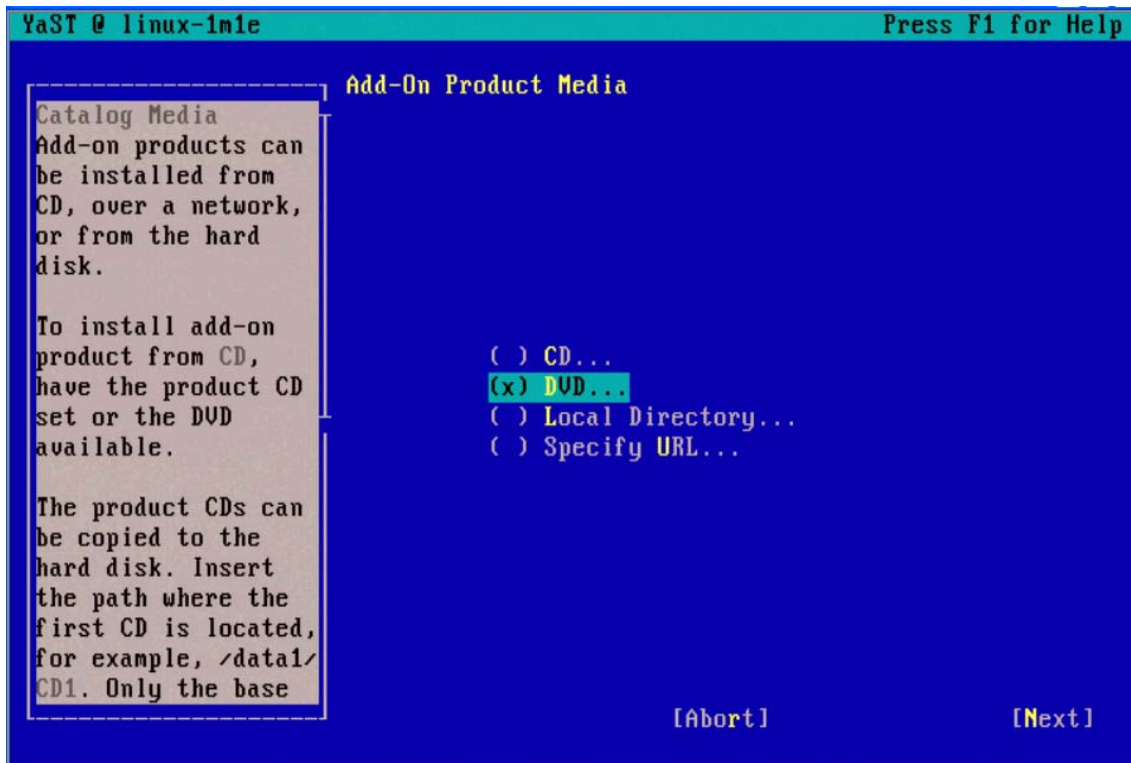 YaST @ linux-1m1e Press F1 for Help
Add-On Product Media
Catalog Media
Add-on products can
be installed from
CD, over a network,
or from the hard
disk.
To install add-on
product from CD,
have the product CD
set or the DVD
available.
The product CDs can
be copied to the
hard disk. Insert
the path where the
first CD is located,
for example, /data1/
CD1. Only the base
( ) CD...
(x) DVD...
( ) Local Directory...
( ) Specify URL...
[Abort] [Next]